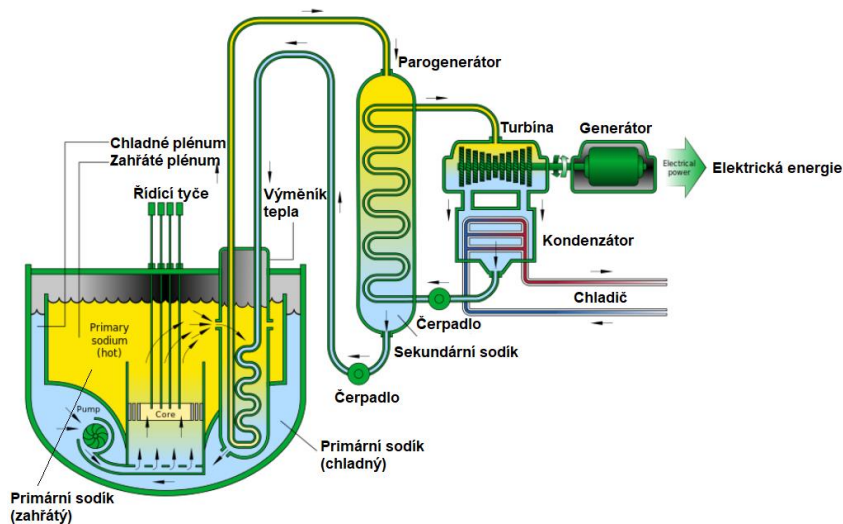 Parogenerátor
Turbína
Generátor
Electrical
power
Elektrická energie
Chladné plénum
Zahřáté plénum
Řídící tyče
Výměník
tepla
Kondenzátor
Chladič
Čerpadlo
Sekundární sodík
Čerpadlo
Primary
sodium
(hot)
Pump
Core
Primární sodík
(chladný)
Primární sodík
(zahřátý)